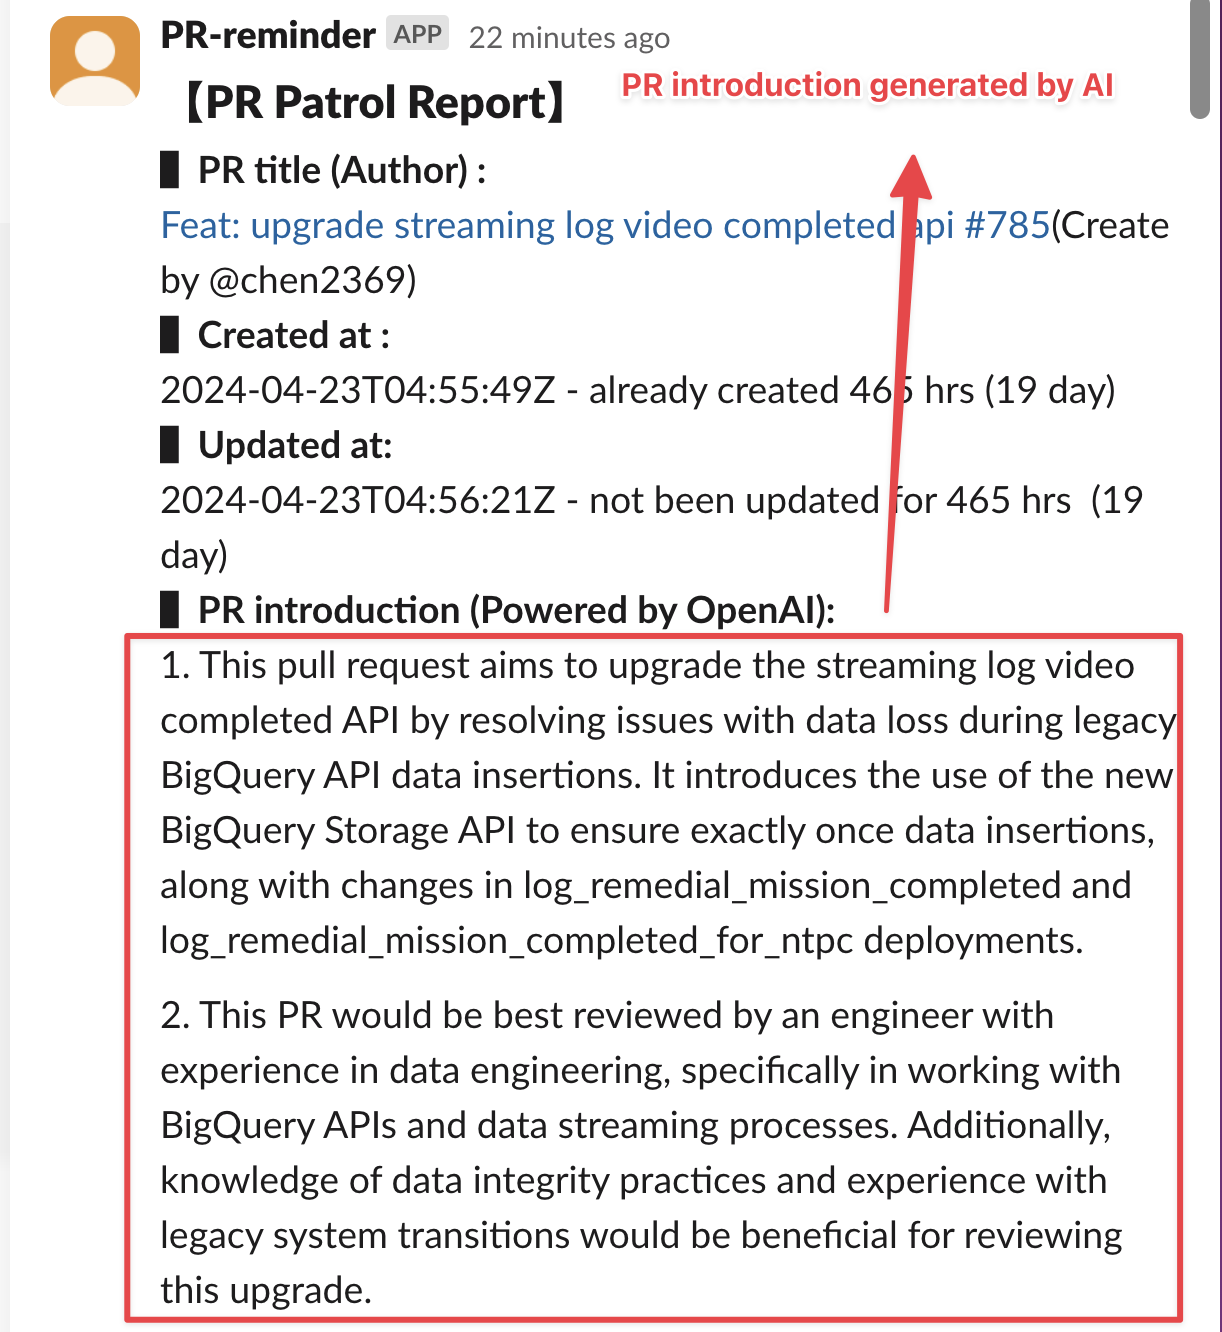 PR-reminder APP 22 minutes ago
【PR Patrol Report】
PR introduction generated by AI
PR title (Author) :
Feat: upgrade streaming log video completed api #785(Create
by @chen2369)
Created at :
2024-04-23T04:55:49Z - already created 465 hrs (19 day)
Updated at:
2024-04-23T04:56:21Z - not been updated for 465 hrs (19
day)
PR introduction (Powered by OpenAI):
1. This pull request aims to upgrade the streaming log video
completed API by resolving issues with data loss during legacy
BigQuery API data insertions. It introduces the use of the new
BigQuery Storage API to ensure exactly once data insertions,
along with changes in log_remedial_mission_completed and
log_remedial_mission_completed_for_ntpc deployments.
2. This PR would be best reviewed by an engineer with
experience in data engineering, specifically in working with
BigQuery APIs and data streaming processes. Additionally,
knowledge of data integrity practices and experience with
legacy system transitions would be beneficial for reviewing
this upgrade.